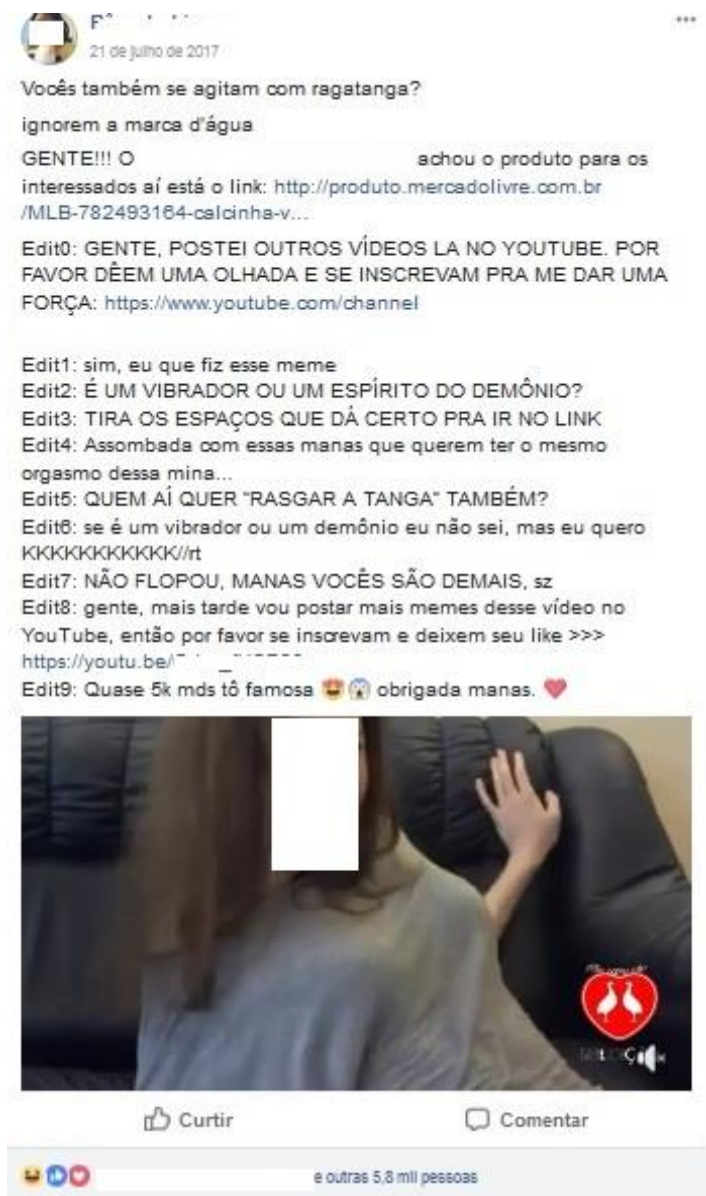 21 de julho de 2017
Vocês também se agitam com ragatanga?
ignorem a marca d'água
GENTE!!! O achou o produto para os
interessados aí está o link: http://produto.mercadolivre.com.br
/MLB-782493164-calcinha-v...
Edit0: GENTE, POSTEI OUTROS VÍDEOS LA NO YOUTUBE. POR
FAVOR DÊEM UMA OLHADA E SE INSCREVAM PRA ME DAR UMA
FORÇA: https://www.youtube.com/channel
Edit1: sim, eu que fiz esse meme
Edit2: É UM VIBRADOR OU UM ESPÍRITO DO DEMÔNIO?
Edit3: TIRA OS ESPAÇOS QUE DÁ CERTO PRA IR NO LINK
Edit4: Assombada com essas manas que querem ter o mesmo
orgasmo dessa mina...
Edit5: QUEM AÍ QUER "RASGAR A TANGA" TAMBÉM?
Edit6: se é um vibrador ou um demônio eu não sei, mas eu quero
KKKKKKKKKKK//rt
Edit7: NÃO FLOPOU, MANAS VOCÊS SÃO DEMAIS, sz
Edit8: gente, mais tarde vou postar mais memes desse vídeo no
YouTube, então por favor se inscrevam e deixem seu like >>>
https://youtu.be/
Edit9: Quase 5k mds tô famosa 😍😱 obrigada manas. ❤
Curtir
Comentar
e outras 5,8 mil pessoas